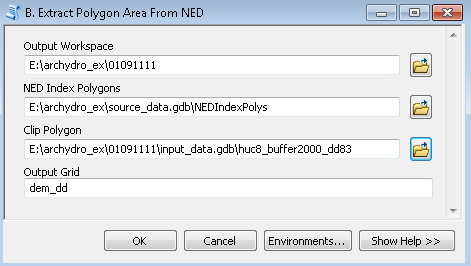 B. Extract Polygon Area From NED
Output Workspace
E:\archydro_ex\01091111
NED Index Polygons
E:\archydro_ex\source_data.gdb\NEDIndexPolys
Clip Polygon
E:\archydro_ex\01091111\input_data.gdb\huc8_buffer2000_dd83
Output Grid
dem_dd
OK
Cancel
Environments...
Show Help >>